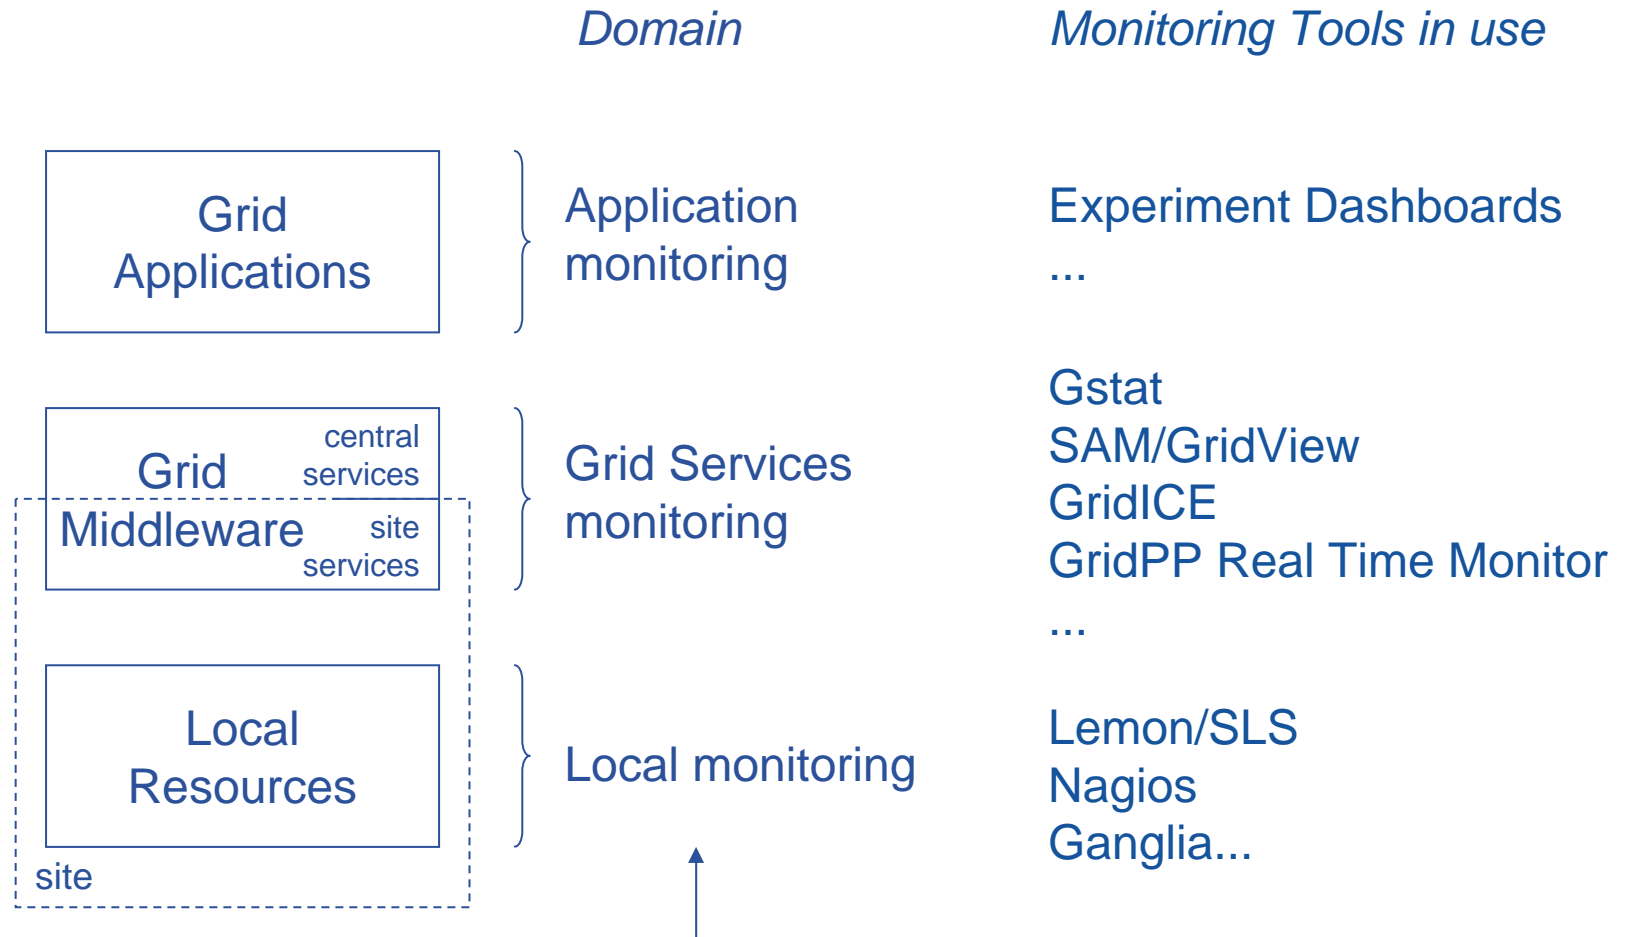 Domain
Monitoring Tools in use
Grid
Applications
Application
monitoring
Experiment Dashboards
...
Grid
Middleware
central
services
site
services
Grid Services
monitoring
Gstat
SAM/GridView
GridICE
GridPP Real Time Monitor
...
Local
Resources
site
Local monitoring
Lemon/SLS
Nagios
Ganglia...